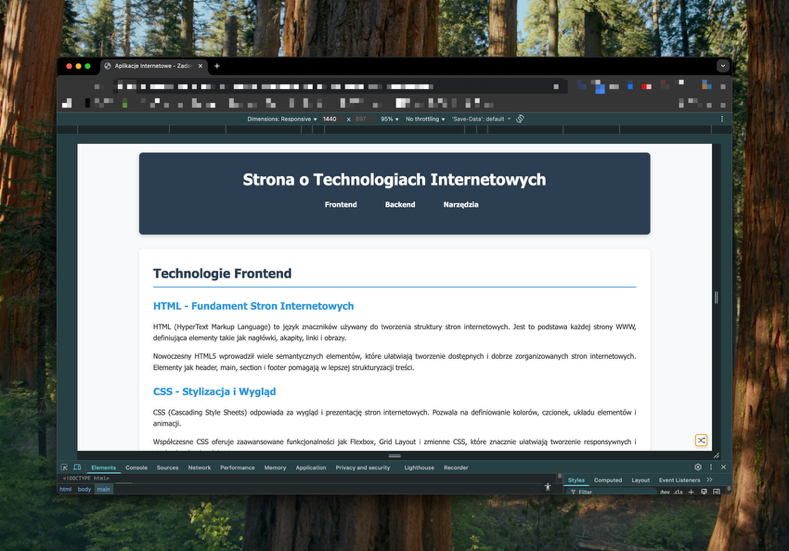 Aplikacje Internetowe - Zada
Dimensions: Responsive 1440 × 697 95% No throttling 'Save-Data': default
Strona o Technologiach Internetowych
Frontend Backend Narzędzia
Technologie Frontend
HTML - Fundament Stron Internetowych
HTML (HyperText Markup Language) to język znaczników używany do tworzenia struktury stron internetowych. Jest to podstawa każdej strony WWW,
definiująca elementy takie jak nagłówki, akapity, linki i obrazy.
Nowoczesny HTML5 wprowadził wiele semantycznych elementów, które ułatwiają tworzenie dostępnych i dobrze zorganizowanych stron internetowych.
Elementy jak header, main, section i footer pomagają w lepszej strukturyzacji treści.
CSS - Stylizacja i Wygląd
CSS (Cascading Style Sheets) odpowiada za wygląd i prezentację stron internetowych. Pozwala na definiowanie kolorów, czcionek, układu elementów i
animacji.
Współczesne CSS oferuje zaawansowane funkcjonalności jak Flexbox, Grid Layout i zmienne CSS, które znacznie ułatwiają tworzenie responsywnych i
Elements Console Sources Network Performance Memory Application Privacy and security Lighthouse Recorder
<!DOCTYPE html>
html body main
Styles Computed Layout Event Listeners
Filter :hov .cls